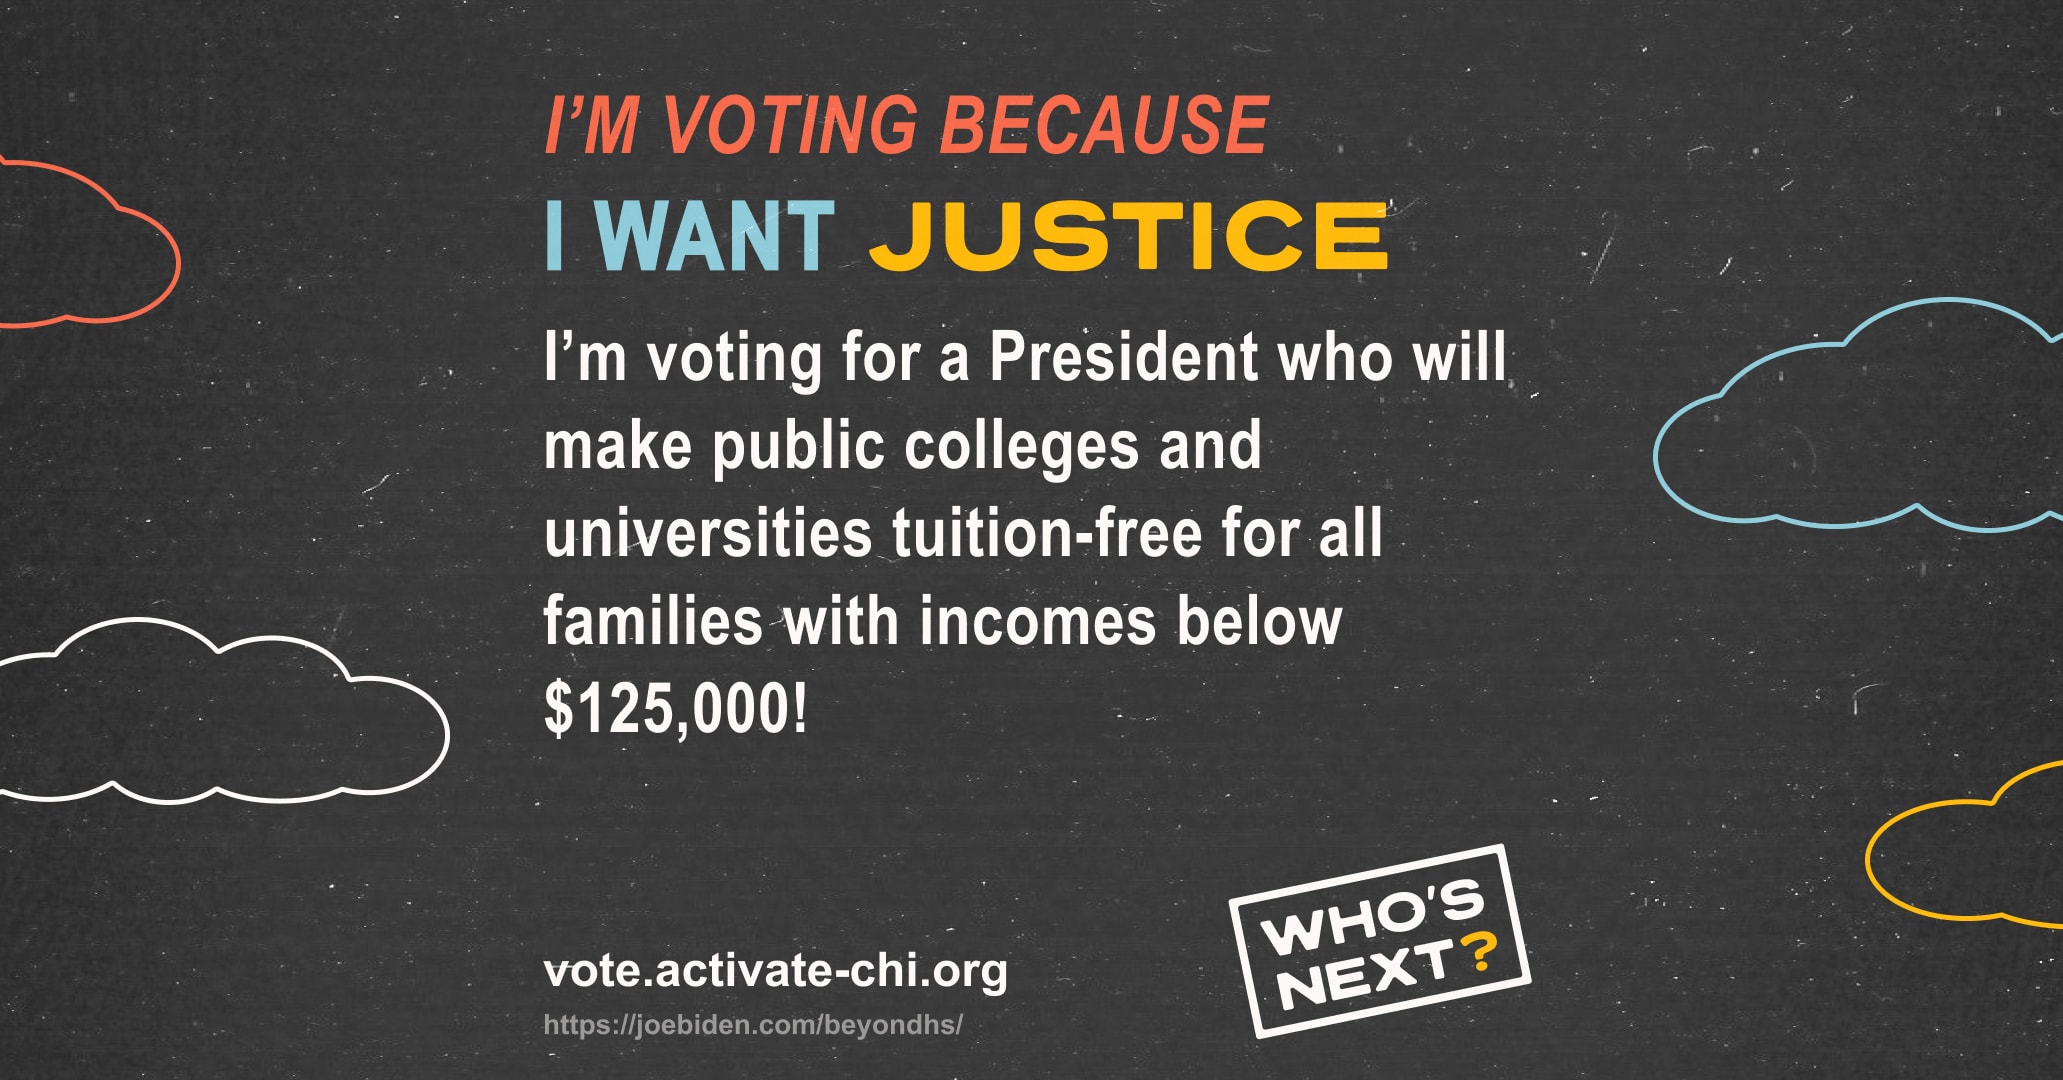 I’M VOTING BECAUSE
I WANT JUSTICE
I’m voting for a President who will
make public colleges and
universities tuition-free for all
families with incomes below
$125,000!
WHO’S
NEXT?
vote.activate-chi.org
https://joebiden.com/beyondhs/